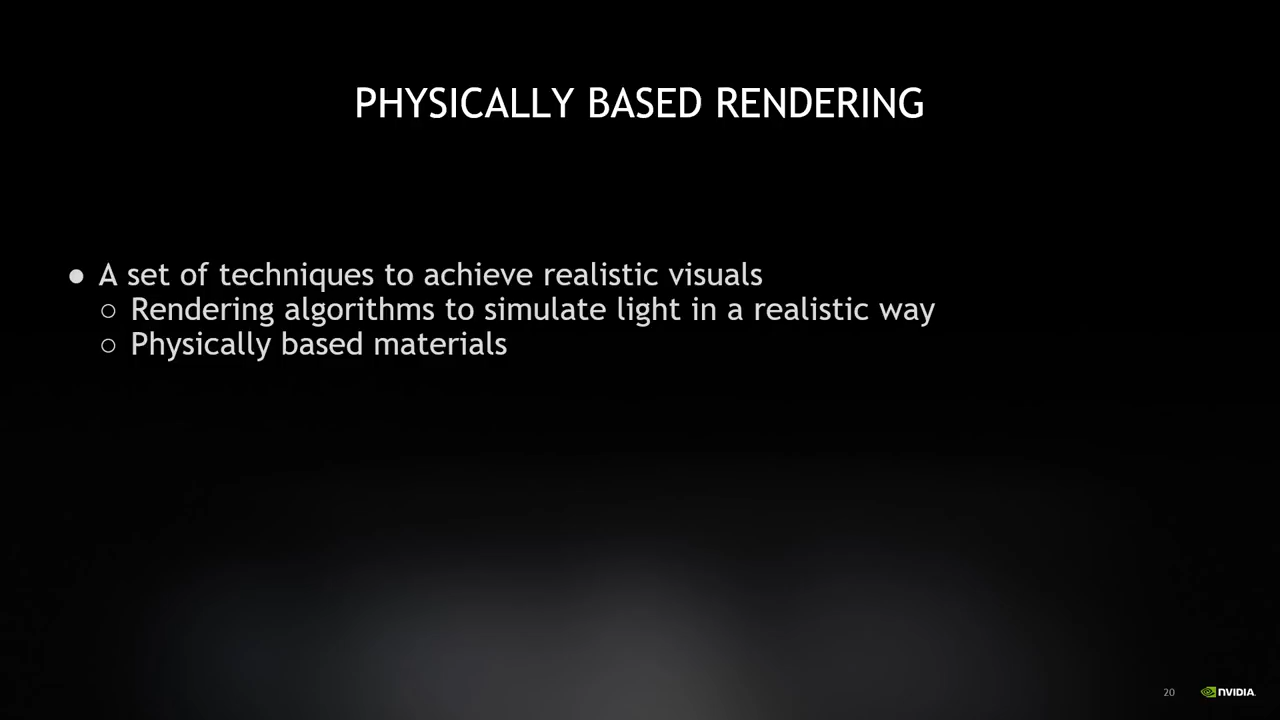 PHYSICALLY BASED RENDERING
● A set of techniques to achieve realistic visuals
○ Rendering algorithms to simulate light in a realistic way
○ Physically based materials
20
NVIDIA.